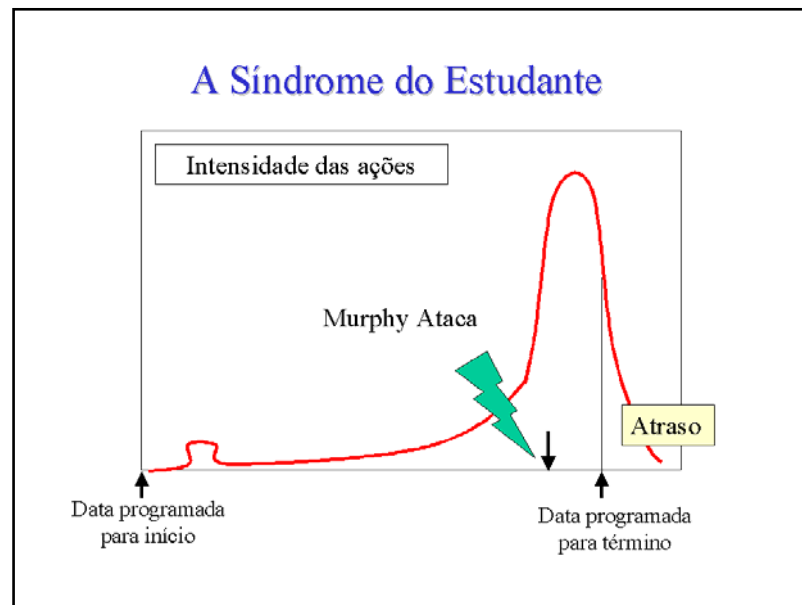 A Síndrome do Estudante
Intensidade das ações
Murphy Ataca
Atraso
Data programada
para início
Data programada
para término